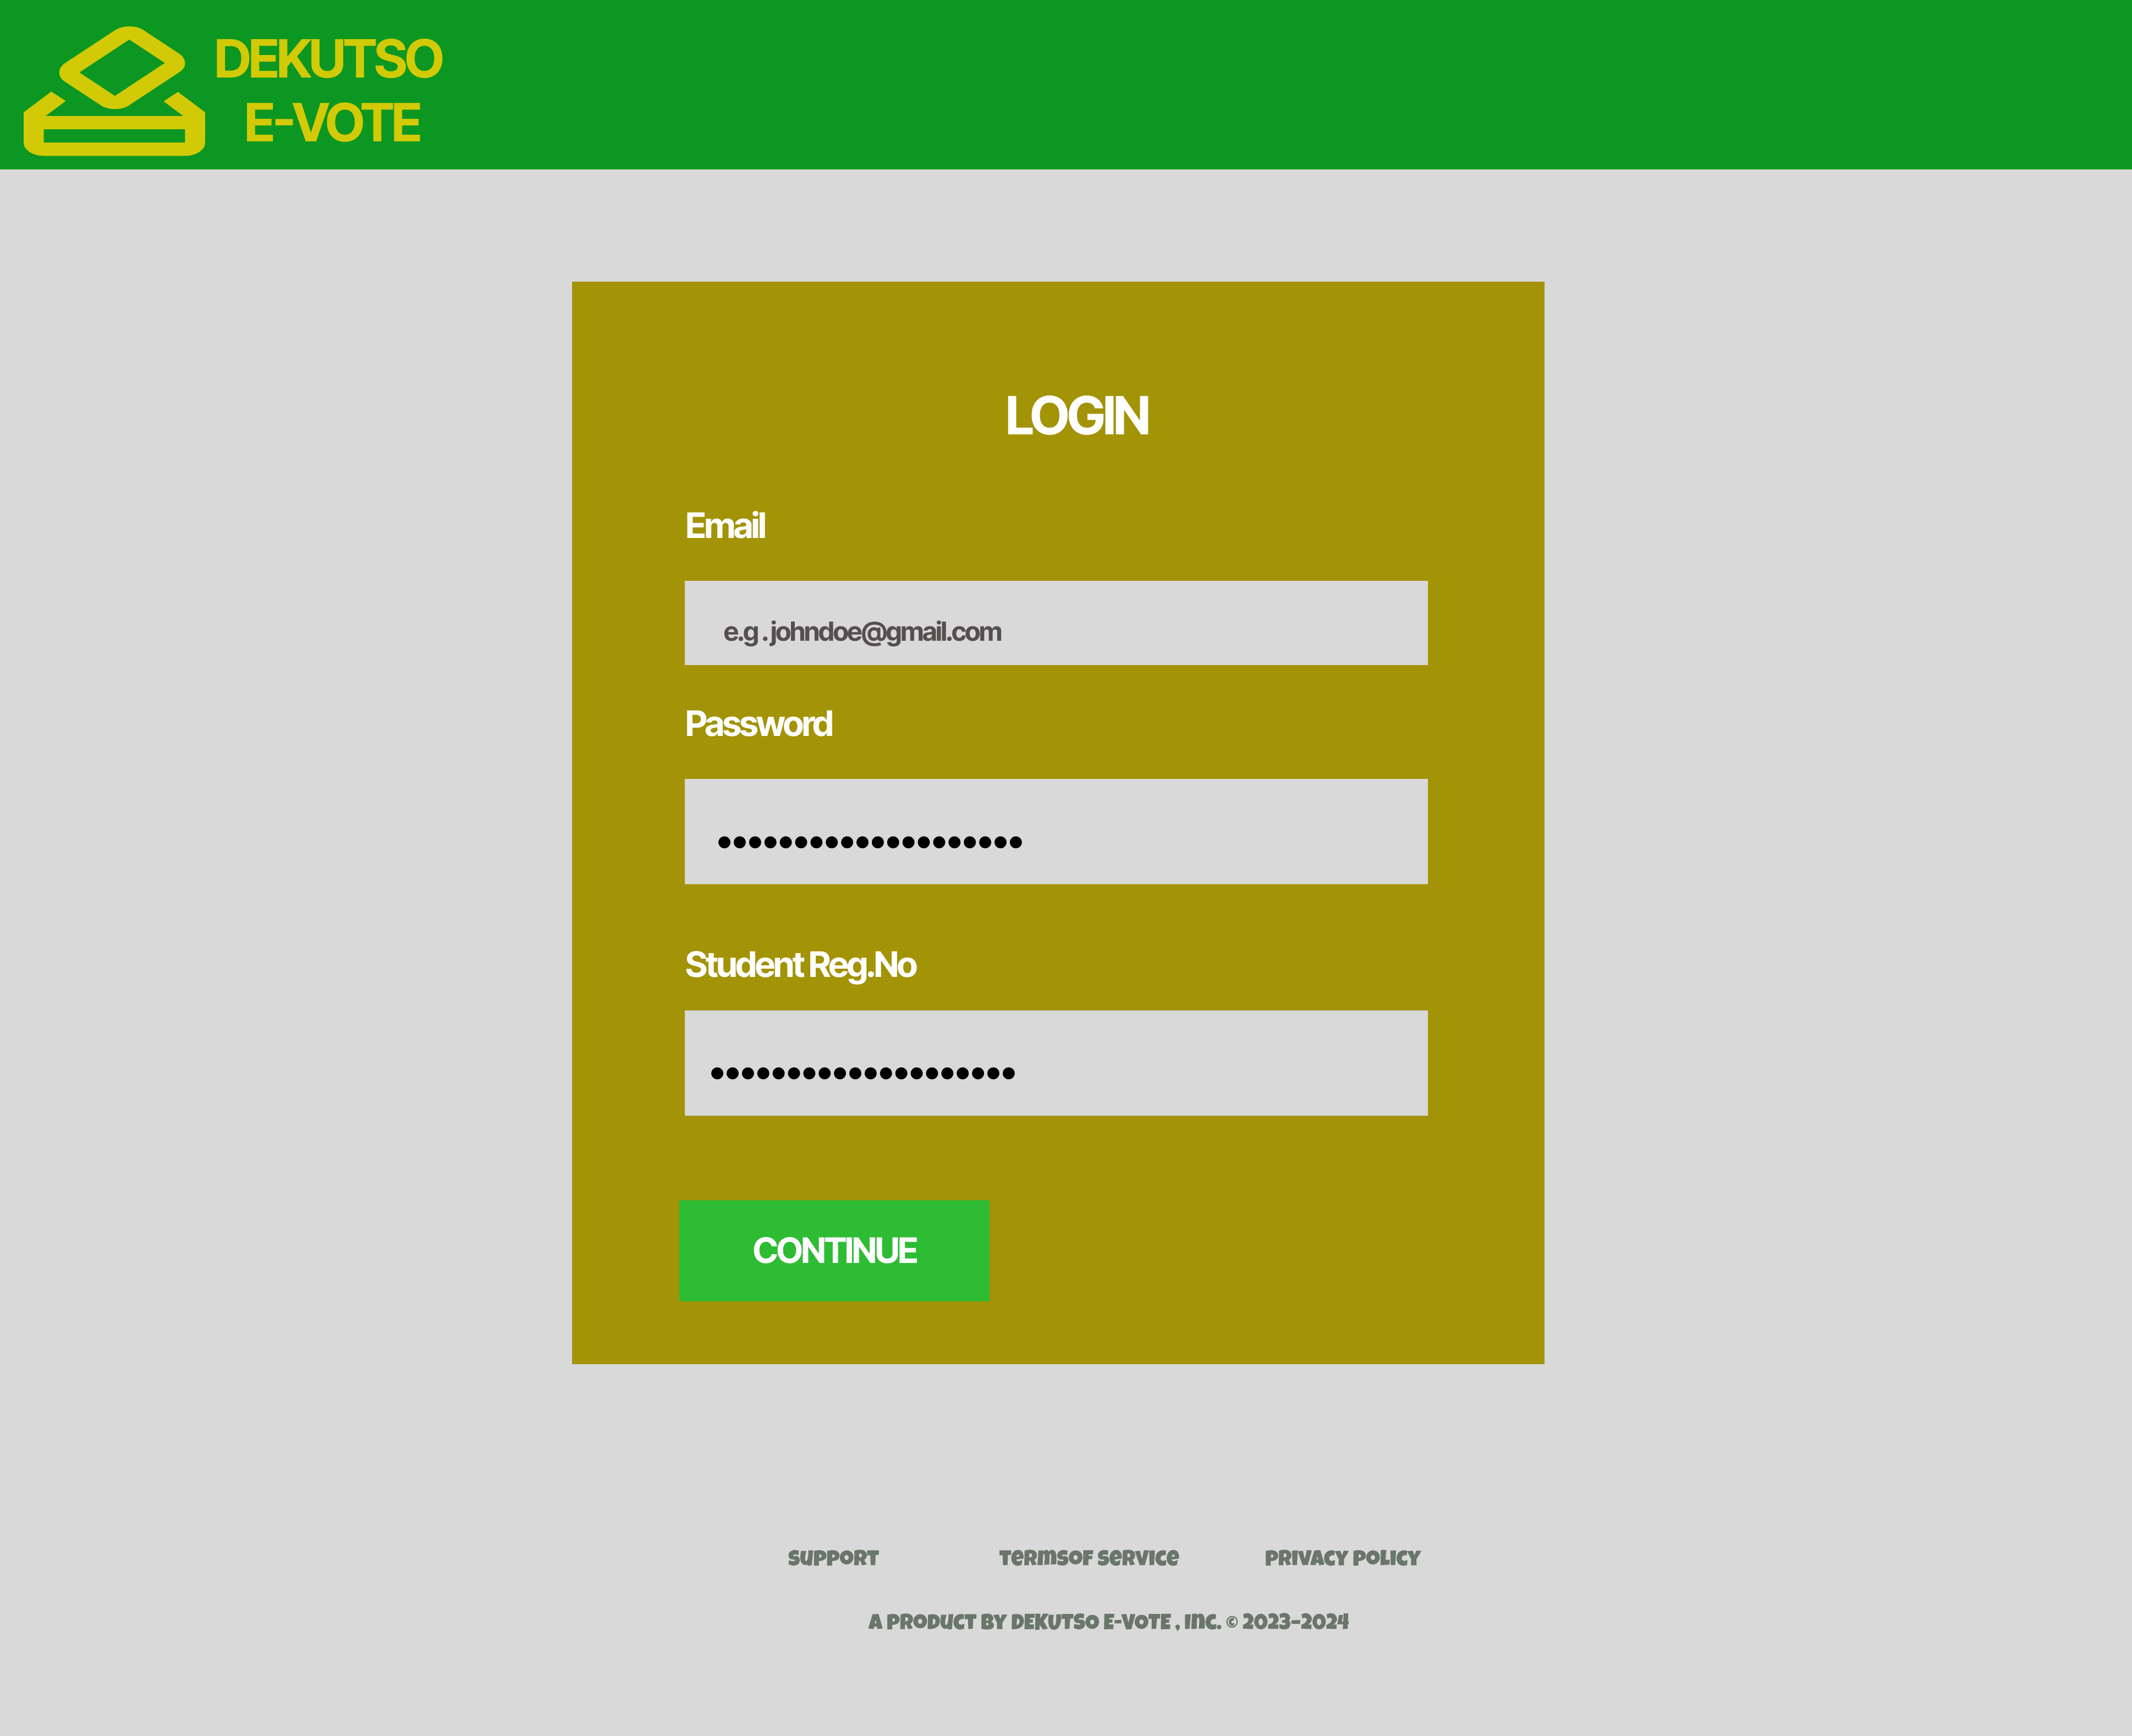 DEKUTSO
E-VOTE
LOGIN
Email
e.g . johndoe@gmail.com
Password
••••••••••••••••••••
Student Reg.No
••••••••••••••••••••
CONTINUE
SUPPORT TERMSOF SERVICE PRIVACY POLICY
A PRODUCT BY DEKUTSO E-VOTE , INC. © 2023-2024